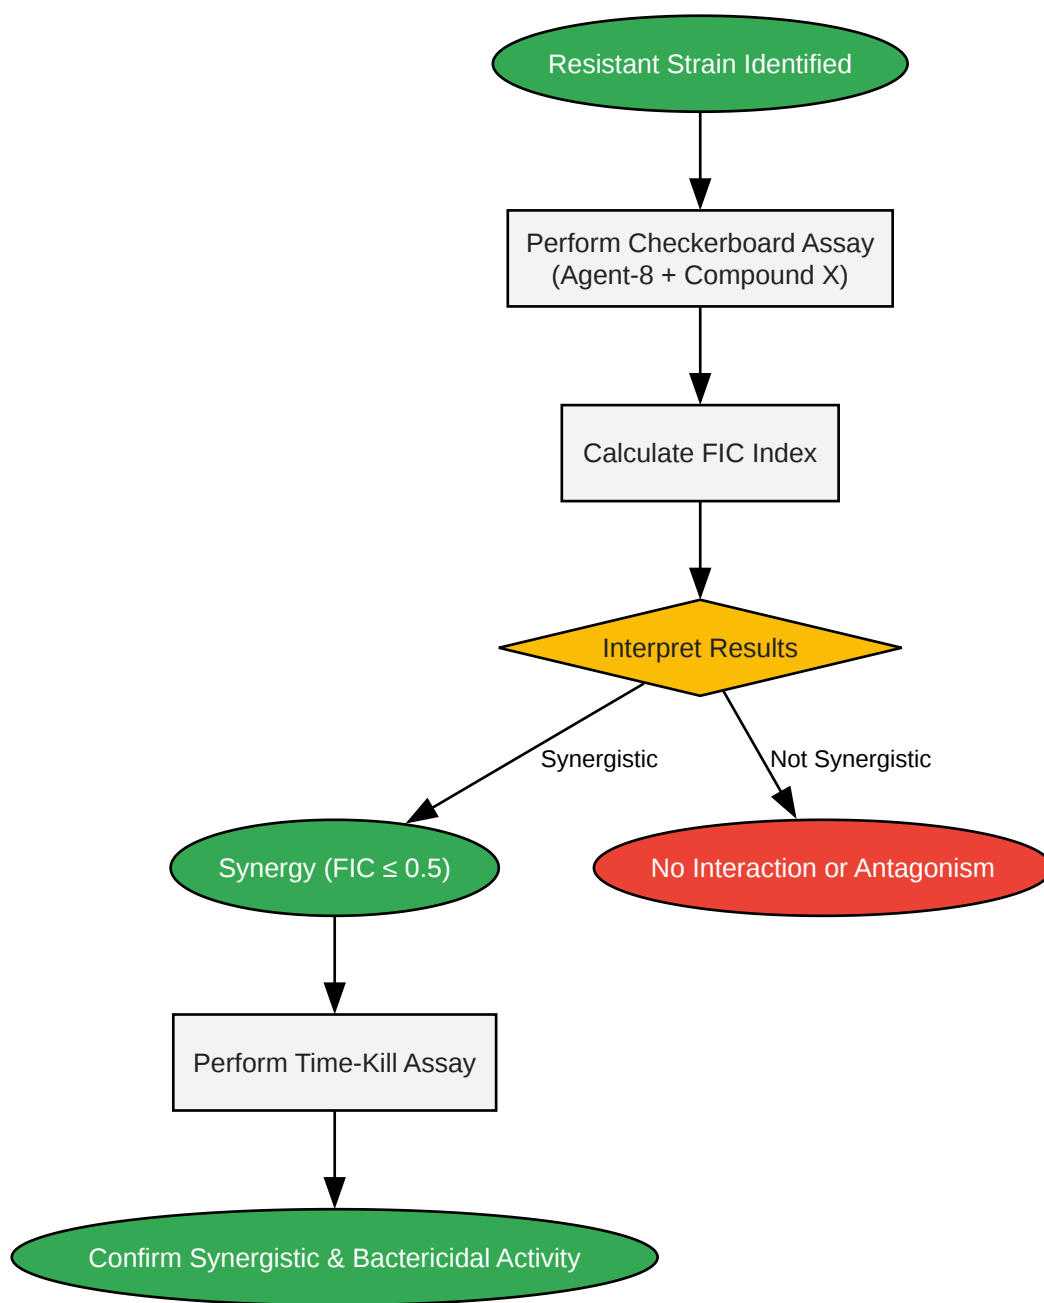 Resistant Strain Identified
Perform Checkerboard Assay
(Agent-8 + Compound X)
Calculate FIC Index
Interpret Results
Synergistic
Not Synergistic
Synergy (FIC ≤ 0.5)
No Interaction or Antagonism
Perform Time-Kill Assay
Confirm Synergistic & Bactericidal Activity